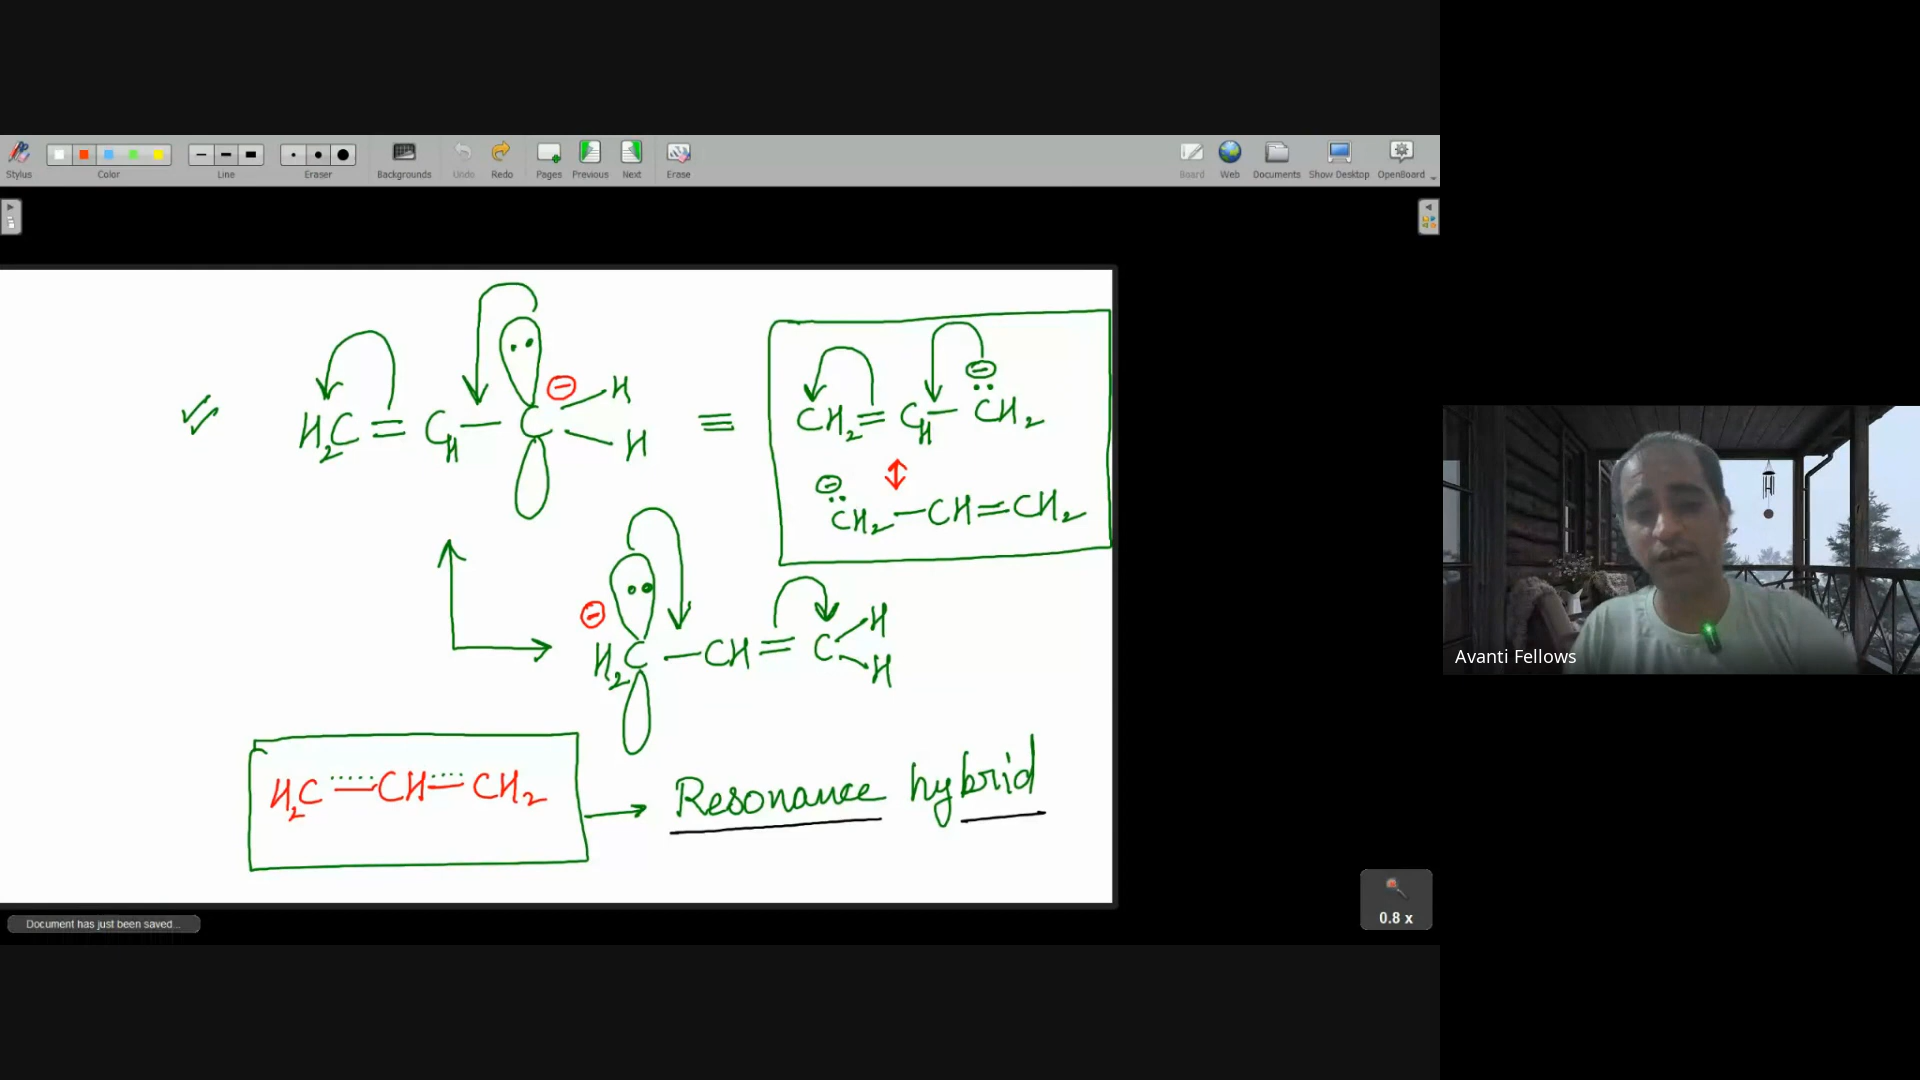 Stylus Color Line Eraser Backgrounds Undo Redo Pages Previous Next Erase Board Web Documents Show Desktop OpenBoard
H₂C = CH — C⊖ H H ≡
CH₂ = CH — C̈H₂ ⊖
↕
⊖ C̈H₂ — CH = CH₂
⊖ H₂C — CH = C H H
H₂C ⋯ CH ⋯ CH₂ → Resonance hybrid
Avanti Fellows
0.8 x
Document has just been saved...